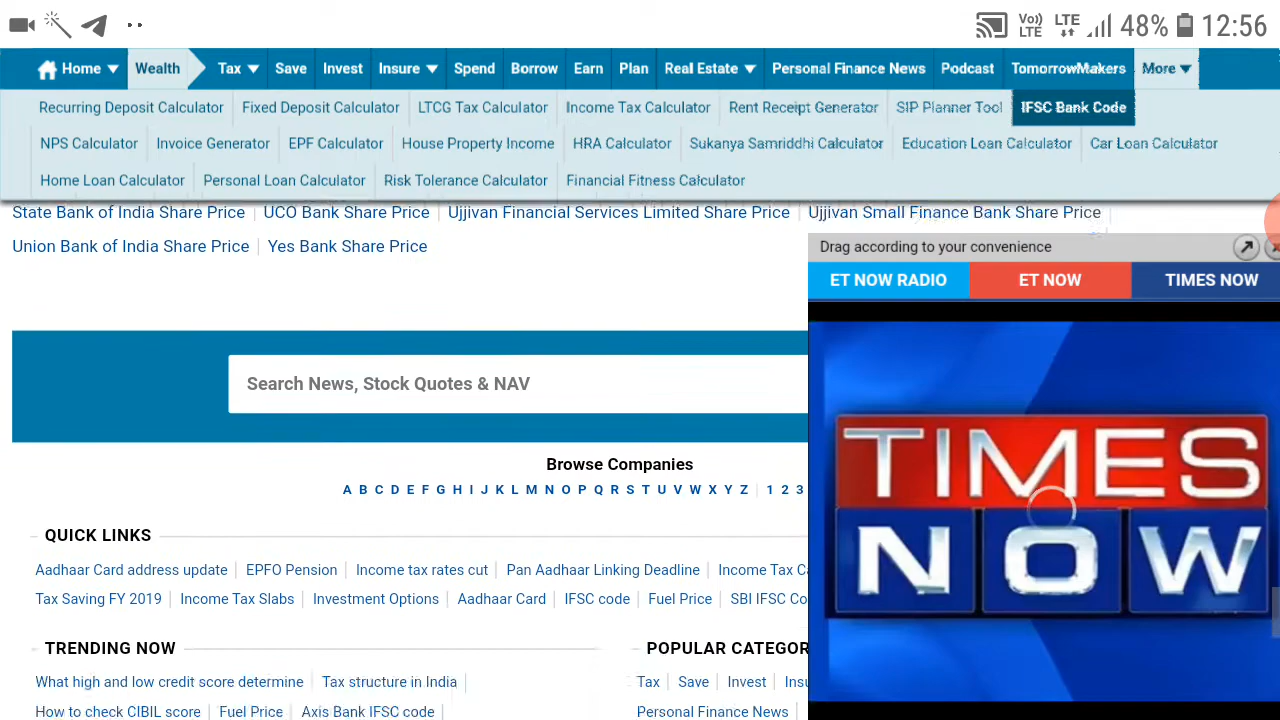 48% 12:56
Home Wealth Tax Save Invest Insure Spend Borrow Earn Plan Real Estate Personal Finance News Podcast TomorrowMakers More
Recurring Deposit Calculator Fixed Deposit Calculator LTCG Tax Calculator Income Tax Calculator Rent Receipt Generator SIP Planner Tool IFSC Bank Code
NPS Calculator Invoice Generator EPF Calculator House Property Income HRA Calculator Sukanya Samriddhi Calculator Education Loan Calculator Car Loan Calculator
Home Loan Calculator Personal Loan Calculator Risk Tolerance Calculator Financial Fitness Calculator
State Bank of India Share Price UCO Bank Share Price Ujjivan Financial Services Limited Share Price Ujjivan Small Finance Bank Share Price
Union Bank of India Share Price Yes Bank Share Price
Drag according to your convenience
ET NOW RADIO ET NOW TIMES NOW
TIMES
NOW
Search News, Stock Quotes & NAV
Browse Companies
A B C D E F G H I J K L M N O P Q R S T U V W X Y Z 1 2 3
QUICK LINKS
Aadhaar Card address update EPFO Pension Income tax rates cut Pan Aadhaar Linking Deadline Income Tax
Tax Saving FY 2019 Income Tax Slabs Investment Options Aadhaar Card IFSC code Fuel Price SBI IFSC Co
TRENDING NOW POPULAR CATEGOR
What high and low credit score determine Tax structure in India Tax Save Invest Insu
How to check CIBIL score Fuel Price Axis Bank IFSC code Personal Finance News